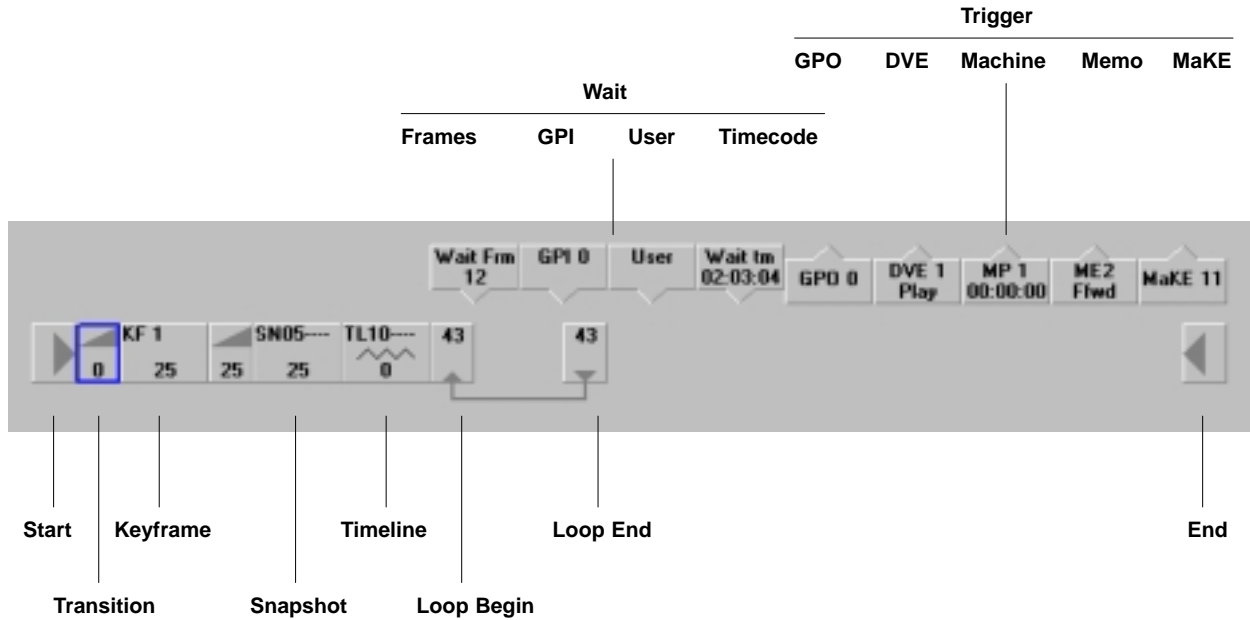 Trigger
GPO DVE Machine Memo MaKE
Wait
Frames GPI User Timecode
Wait Frm GPI 0 User Wait tm
12 02:03:04
GPO 0 DVE 1 MP 1 ME2 MaKE 11
Play 00:00:00 Ffwd
KF 1 SN05---- TL10---- 43 43
0 25 25 25 0
Start Keyframe Timeline Loop End End
Transition Snapshot Loop Begin